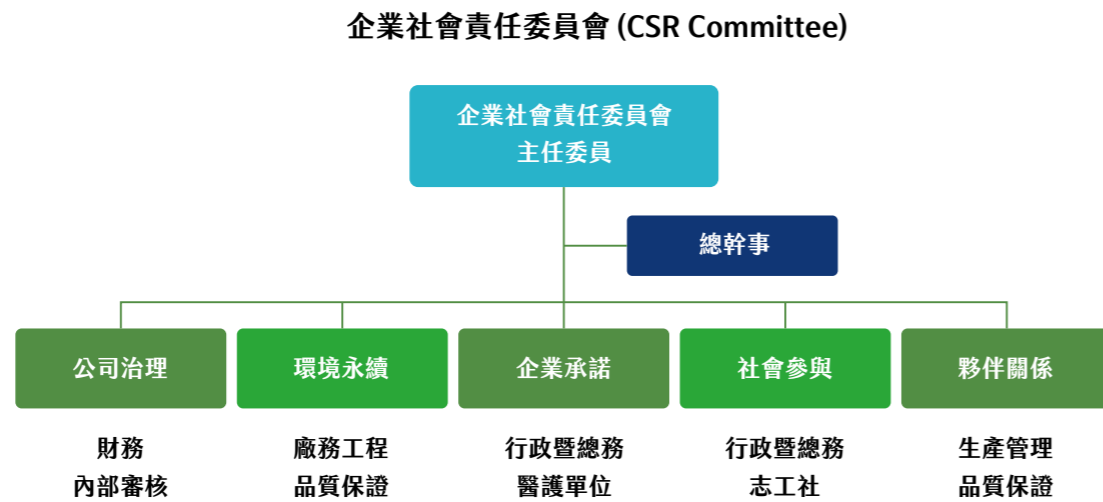 企業社會責任委員會 (CSR Committee)
企業社會責任委員會
主任委員
總幹事
公司治理
環境永續
企業承諾
社會參與
夥伴關係
財務
內部審核
廠務工程
品質保證
行政暨總務
醫護單位
行政暨總務
志工社
生產管理
品質保證